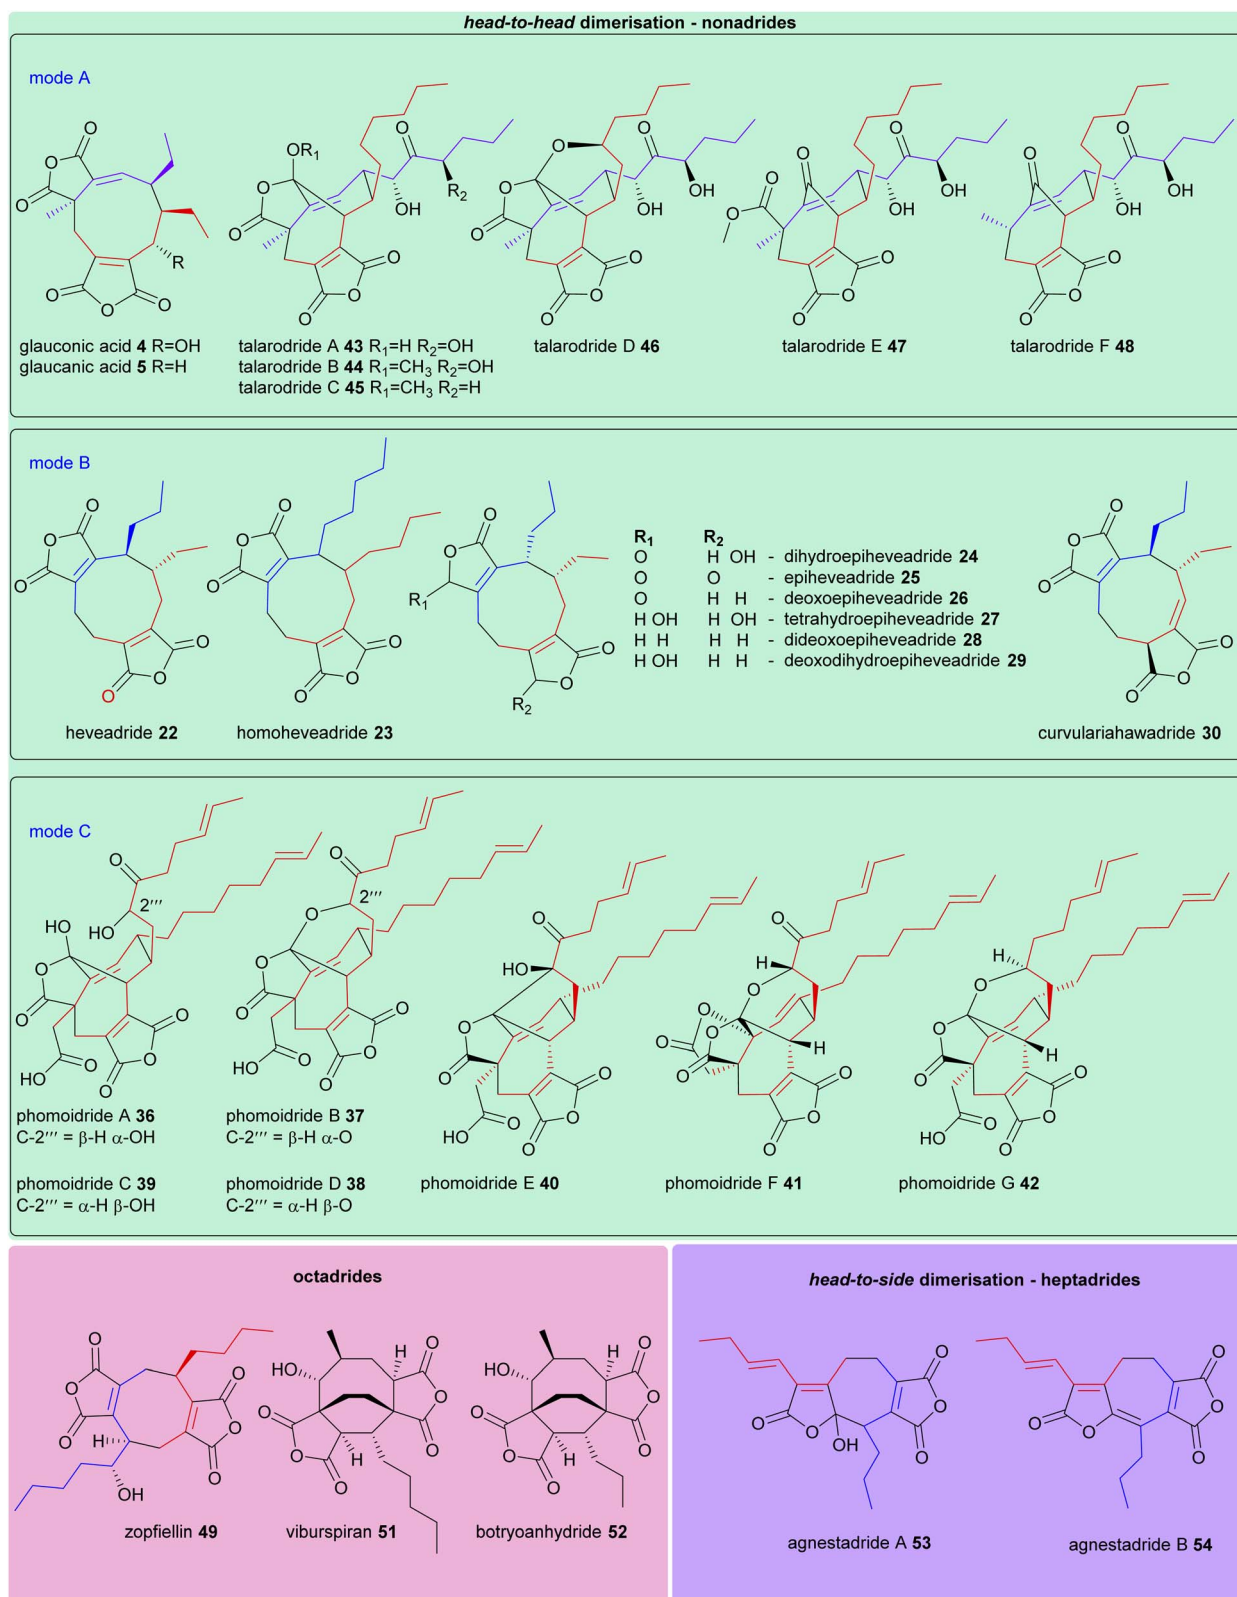 head-to-head dimerisation - nonadrides
mode A
glauconic acid 4 R=OH
glaucanic acid 5 R=H
talarodride A 43 R₁=H R₂=OH
talarodride B 44 R₁=CH₃ R₂=OH
talarodride C 45 R₁=CH₃ R₂=H
talarodride D 46
talarodride E 47
talarodride F 48
mode B
heveadride 22
homoheveadride 23
R₁ R₂
O H OH - dihydroepiheveadride 24
O O - epiheveadride 25
O H H - deoxoepiheveadride 26
H OH H OH - tetrahydroepiheveadride 27
H H H H - dideoxoepiheveadride 28
H OH H H - deoxodihydroepiheveadride 29
curvulariahawadride 30
mode C
2′′′
2′′′
phomoidride A 36
C-2′′′ = β-H α-OH
phomoidride C 39
C-2′′′ = α-H β-OH
phomoidride B 37
C-2′′′ = β-H α-O
phomoidride D 38
C-2′′′ = α-H β-O
phomoidride E 40
phomoidride F 41
phomoidride G 42
octadrides
zopfiellin 49
viburspiran 51
botryoanhydride 52
head-to-side dimerisation - heptadrides
agnestadride A 53
agnestadride B 54